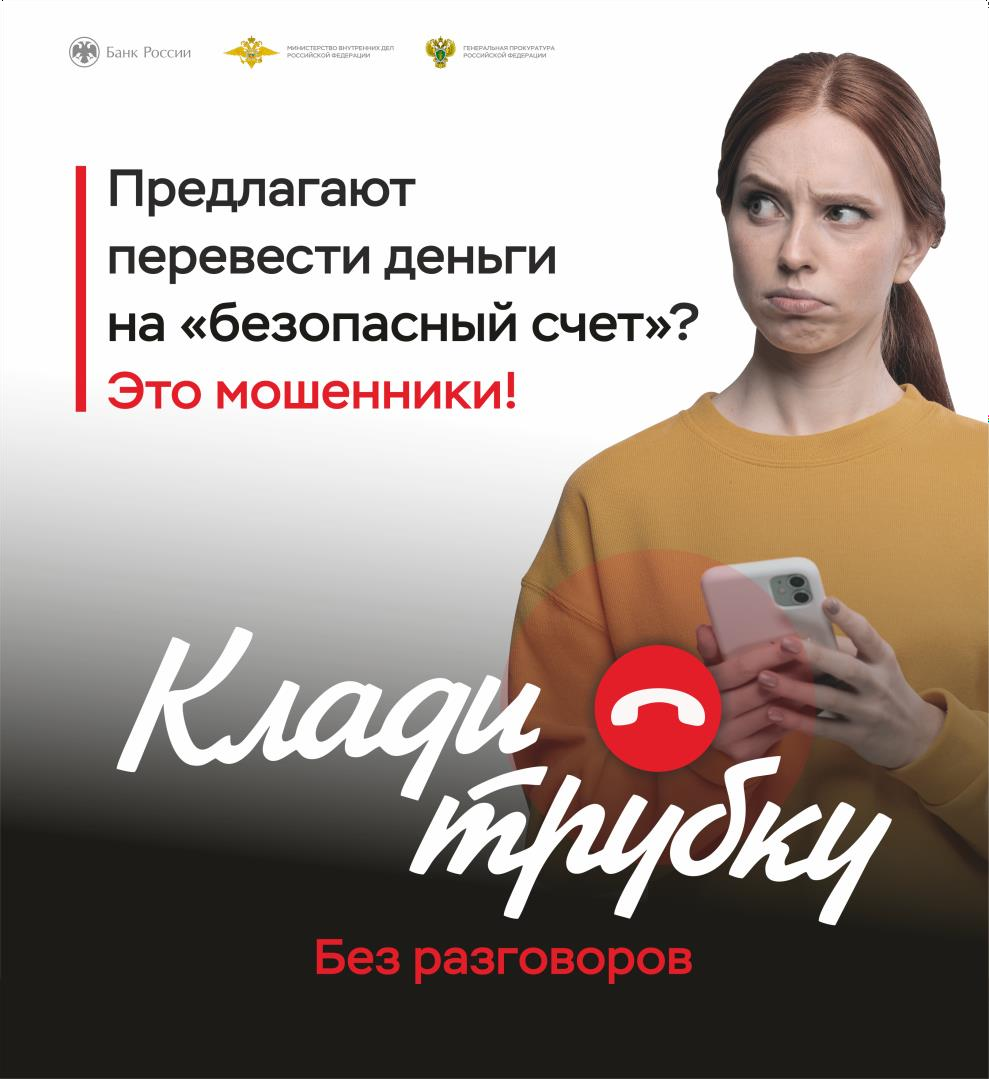 Банк России
МИНИСТЕРСТВО ВНУТРЕННИХ ДЕЛ
РОССИЙСКОЙ ФЕДЕРАЦИИ
ГЕНЕРАЛЬНАЯ ПРОКУРАТУРА
РОССИЙСКОЙ ФЕДЕРАЦИИ
Предлагают
перевести деньги
на «безопасный счет»?
Это мошенники!
Клади
трубку
Без разговоров